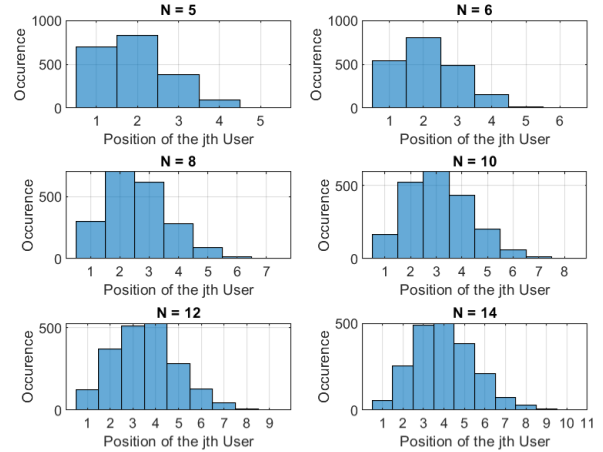 N = 5
1000
500
0
Occurence
1 2 3 4 5
Position of the jth User
N = 6
1000
500
0
Occurence
1 2 3 4 5 6
Position of the jth User
N = 8
500
0
Occurence
1 2 3 4 5 6 7
Position of the jth User
N = 10
500
0
Occurence
1 2 3 4 5 6 7 8
Position of the jth User
N = 12
500
0
Occurence
1 2 3 4 5 6 7 8 9
Position of the jth User
N = 14
500
0
Occurence
1 2 3 4 5 6 7 8 9 10 11
Position of the jth User